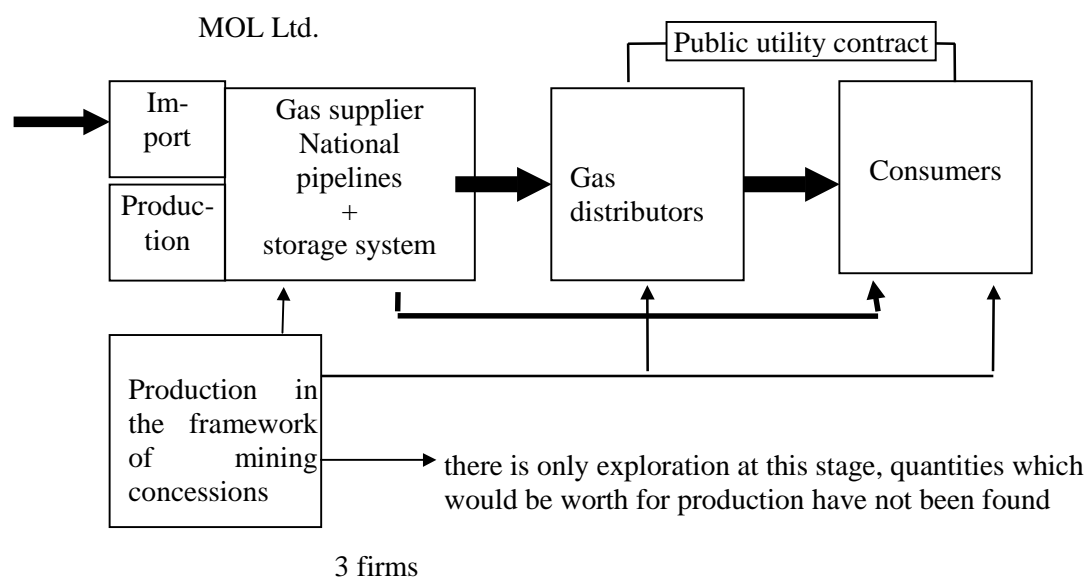 MOL Ltd.
Public utility contract
Im-
port
Produc-
tion
Gas supplier
National
pipelines
+
storage system
Gas
distributors
Consumers
Production in
the framework
of mining
concessions
there is only exploration at this stage, quantities which
would be worth for production have not been found
3 firms